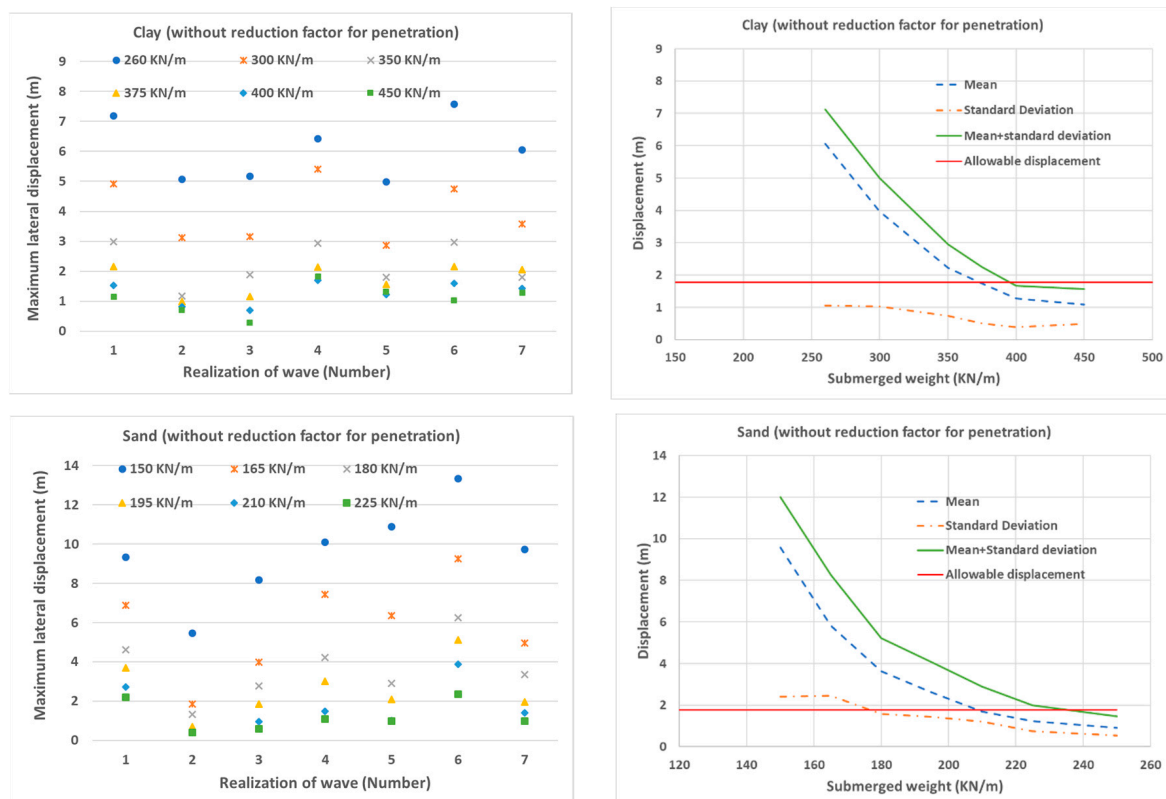 Clay (without reduction factor for penetration)
260 KN/m 300 KN/m 350 KN/m
375 KN/m 400 KN/m 450 KN/m
Maximum lateral displacement (m)
9
8
7
6
5
4
3
2
1
0
1 2 3 4 5 6 7
Realization of wave (Number)
Clay (without reduction factor for penetration)
Mean
Standard Deviation
Mean+standard deviation
Allowable displacement
Displacement (m)
9
8
7
6
5
4
3
2
1
0
150 200 250 300 350 400 450 500
Submerged weight (KN/m)
Sand (without reduction factor for penetration)
150 KN/m 165 KN/m 180 KN/m
195 KN/m 210 KN/m 225 KN/m
Maximum lateral displacement (m)
14
12
10
8
6
4
2
0
1 2 3 4 5 6 7
Realization of wave (Number)
Sand (without reduction factor for penetration)
Mean
Standard Deviation
Mean+Standard deviation
Allowable displacement
Displacement (m)
14
12
10
8
6
4
2
0
120 140 160 180 200 220 240 260
Submerged weight (KN/m)